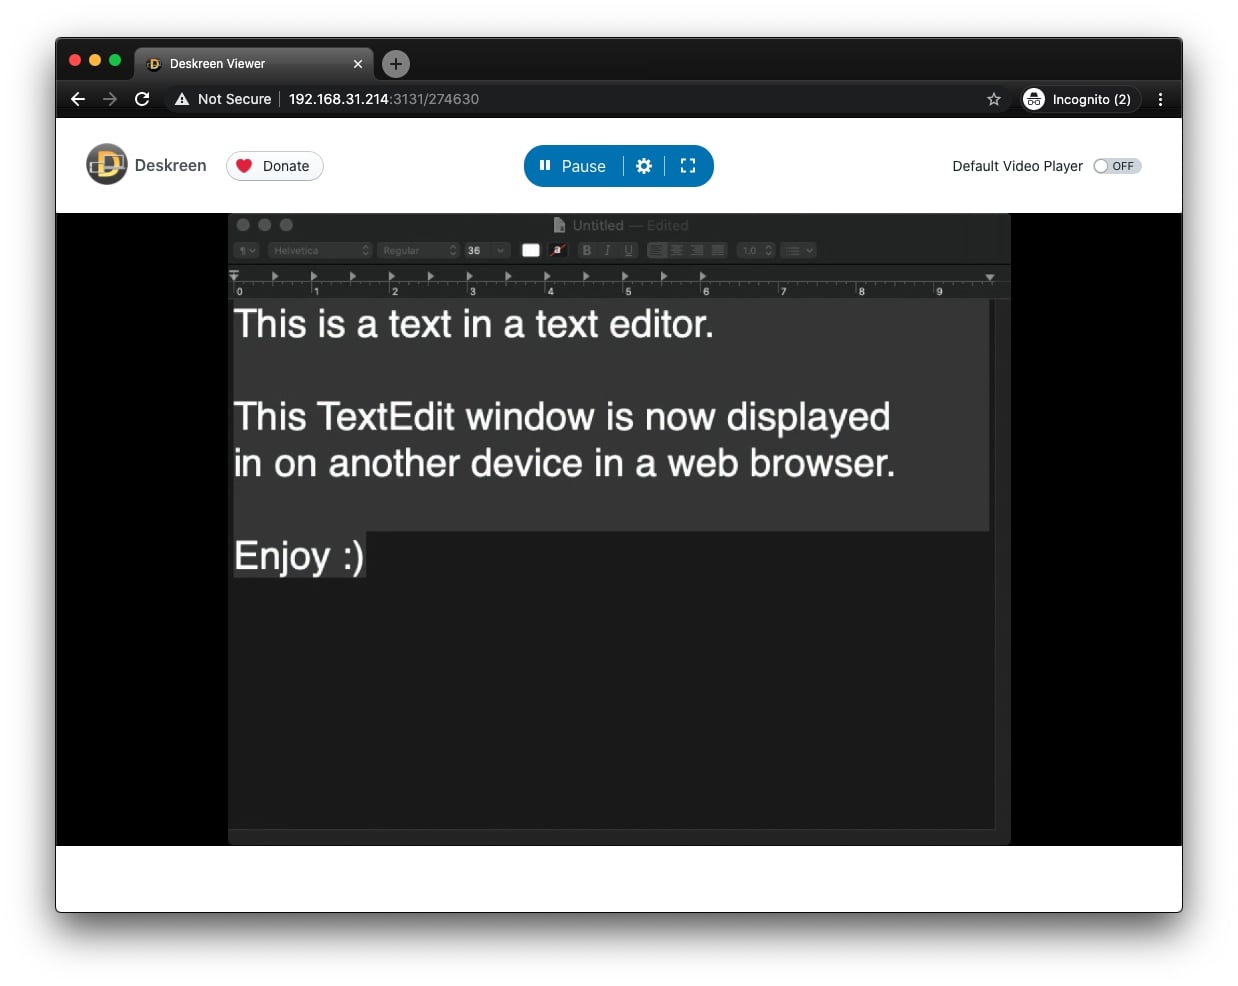 Deskreen Viewer
Not Secure 192.168.31.214:3131/274630 Incognito (2)
Deskreen Donate Pause Default Video Player OFF
Untitled — Edited
¶ Helvetica Regular 36 a B I U 1.0
0 1 2 3 4 5 6 7 8 9
This is a text in a text editor.
This TextEdit window is now displayed
in on another device in a web browser.
Enjoy :)